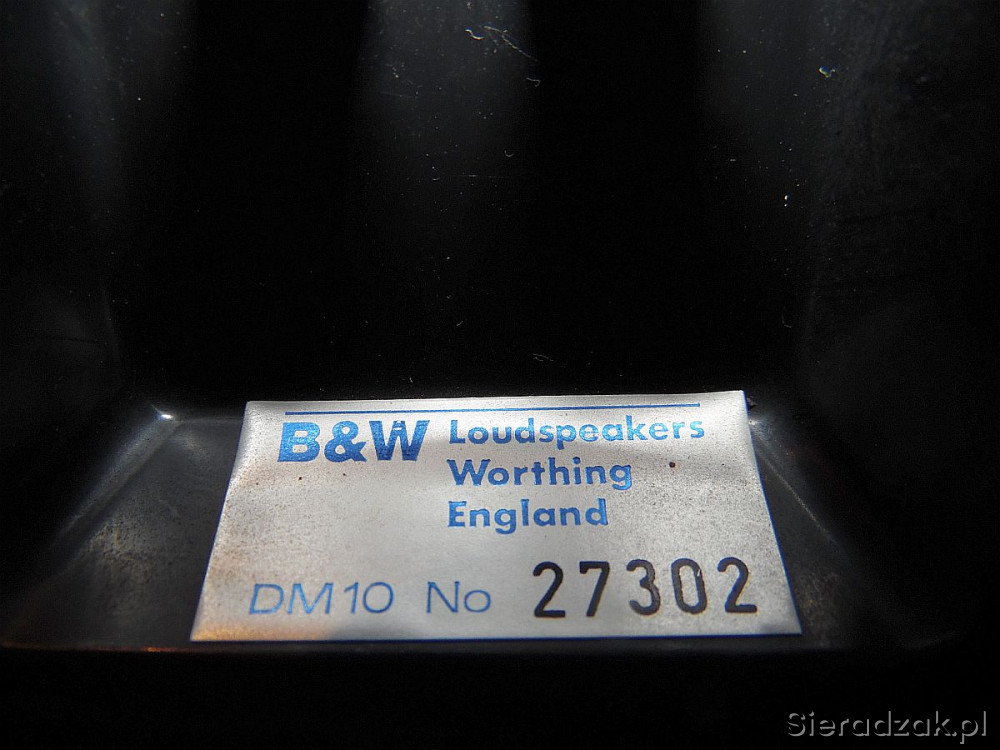 B&W Loudspeakers
Worthing
England
DM10 No 27302
Sieradzak.pl